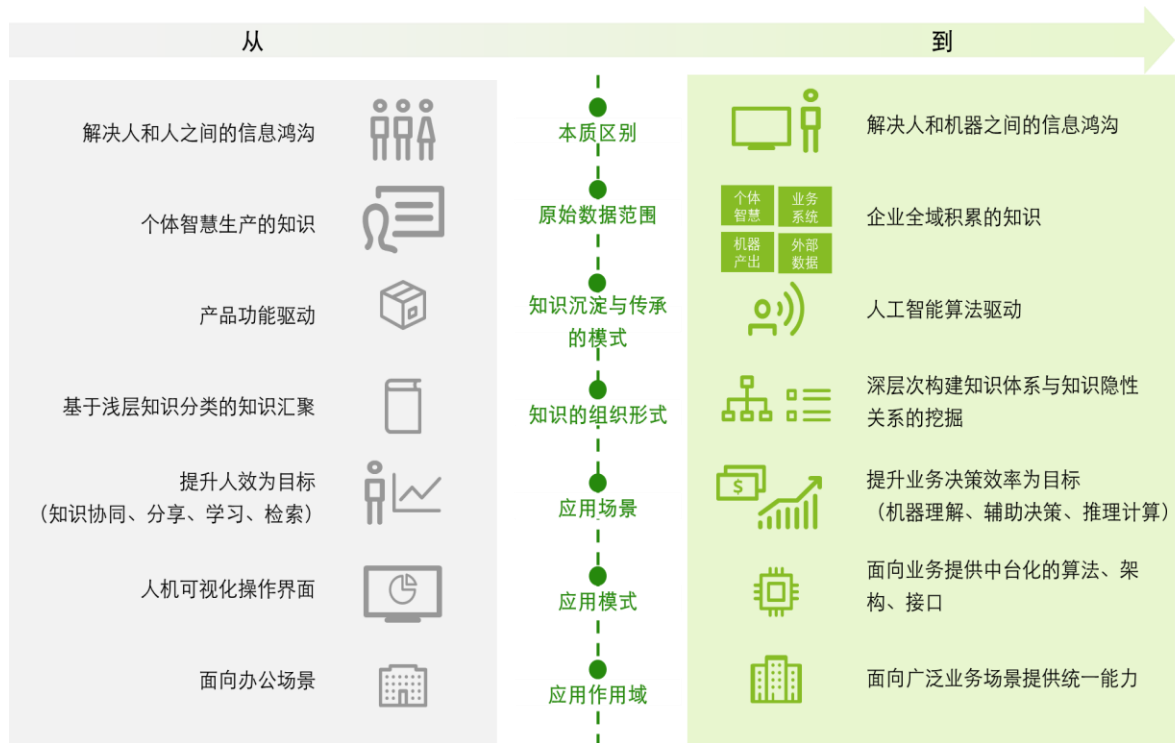 从
到
解决人和人之间的信息鸿沟
本质区别
解决人和机器之间的信息鸿沟
个体智慧生产的知识
原始数据范围
个体
智慧
业务
系统
机器
产出
外部
数据
企业全域积累的知识
产品功能驱动
知识沉淀与传承
的模式
人工智能算法驱动
基于浅层知识分类的知识汇聚
知识的组织形式
深层次构建知识体系与知识隐性
关系的挖掘
提升人效为目标
（知识协同、分享、学习、检索）
应用场景
$
提升业务决策效率为目标
（机器理解、辅助决策、推理计算）
人机可视化操作界面
应用模式
面向业务提供中台化的算法、架
构、接口
面向办公场景
应用作用域
面向广泛业务场景提供统一能力